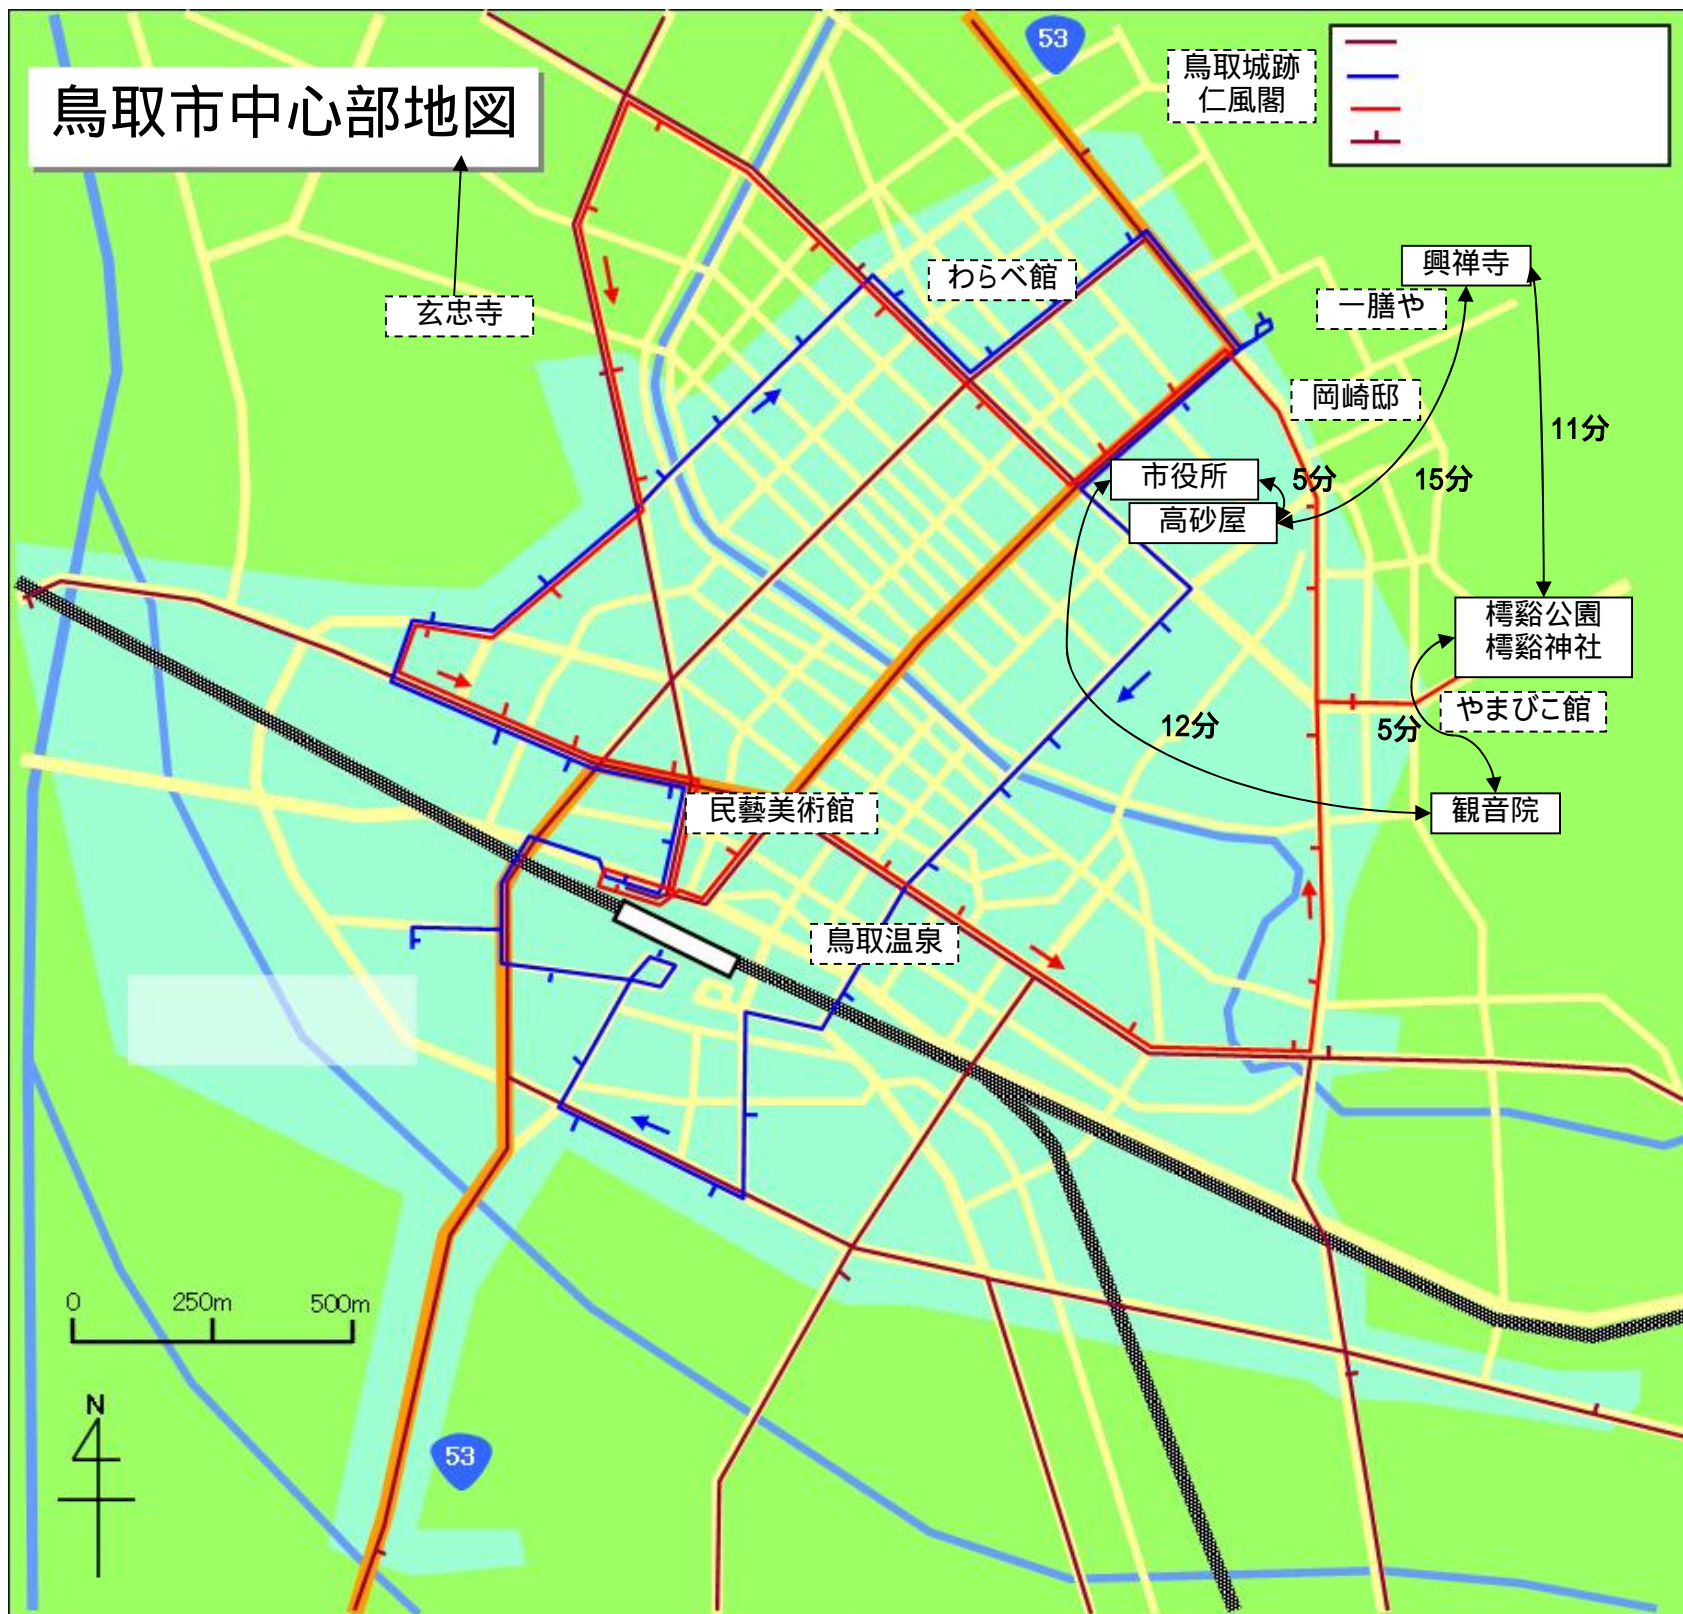 53
鳥取城跡
仁風閣
鳥取市中心部地図
興禅寺
わらべ館
一膳や
玄忠寺
岡崎邸
11分
市役所
5分
15分
高砂屋
樗谿公園
樗谿神社
やまびこ館
12分
5分
民藝美術館
観音院
鳥取温泉
0 250m 500m
N
53